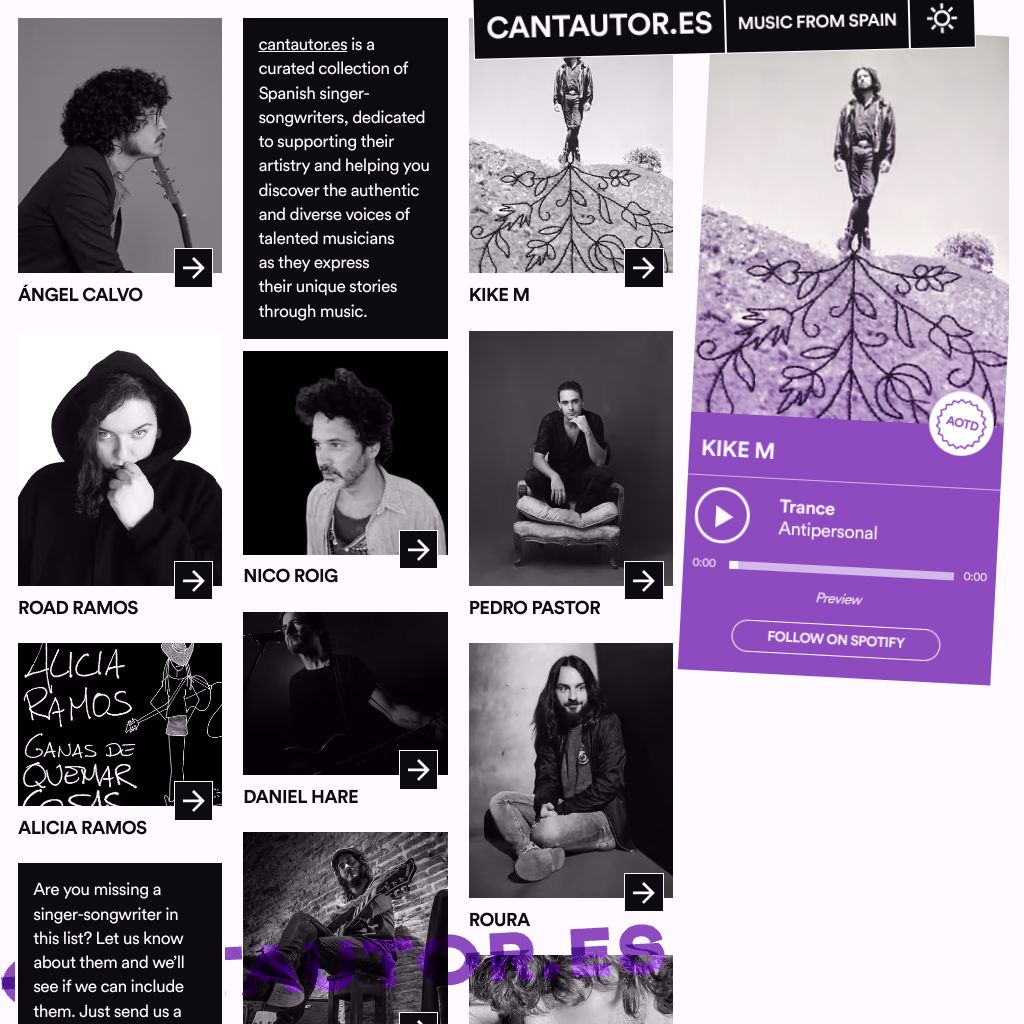 CANTAUTOR.ES
MUSIC FROM SPAIN
ÁNGEL CALVO
ROAD RAMOS
ALICIA
RAMOS
GANAS DE
QUEMAR
COSAS
ALICIA RAMOS
Are you missing a
singer-songwriter in
this list? Let us know
about them and we'll
see if we can include
them. Just send us a
cantautor.es is a
curated collection of
Spanish singer-
songwriters, dedicated
to supporting their
artistry and helping you
discover the authentic
and diverse voices of
talented musicians
as they express
their unique stories
through music.
NICO ROIG
DANIEL HARE
KIKE M
PEDRO PASTOR
ROURA
AOTD
KIKE M
Trance
Antipersonal
0:00
0:00
Preview
FOLLOW ON SPOTIFY
TAUTOR.ES